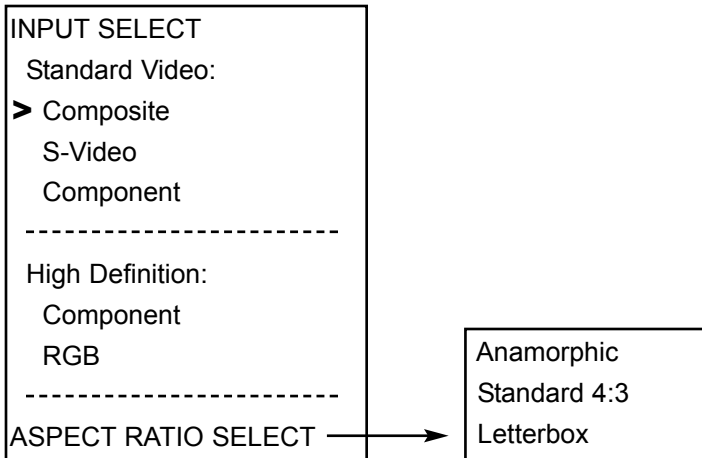 INPUT SELECT
Standard Video:
> Composite
S-Video
Component
-------------------------
High Definition:
Component
RGB
-------------------------
ASPECT RATIO SELECT
Anamorphic
Standard 4:3
Letterbox